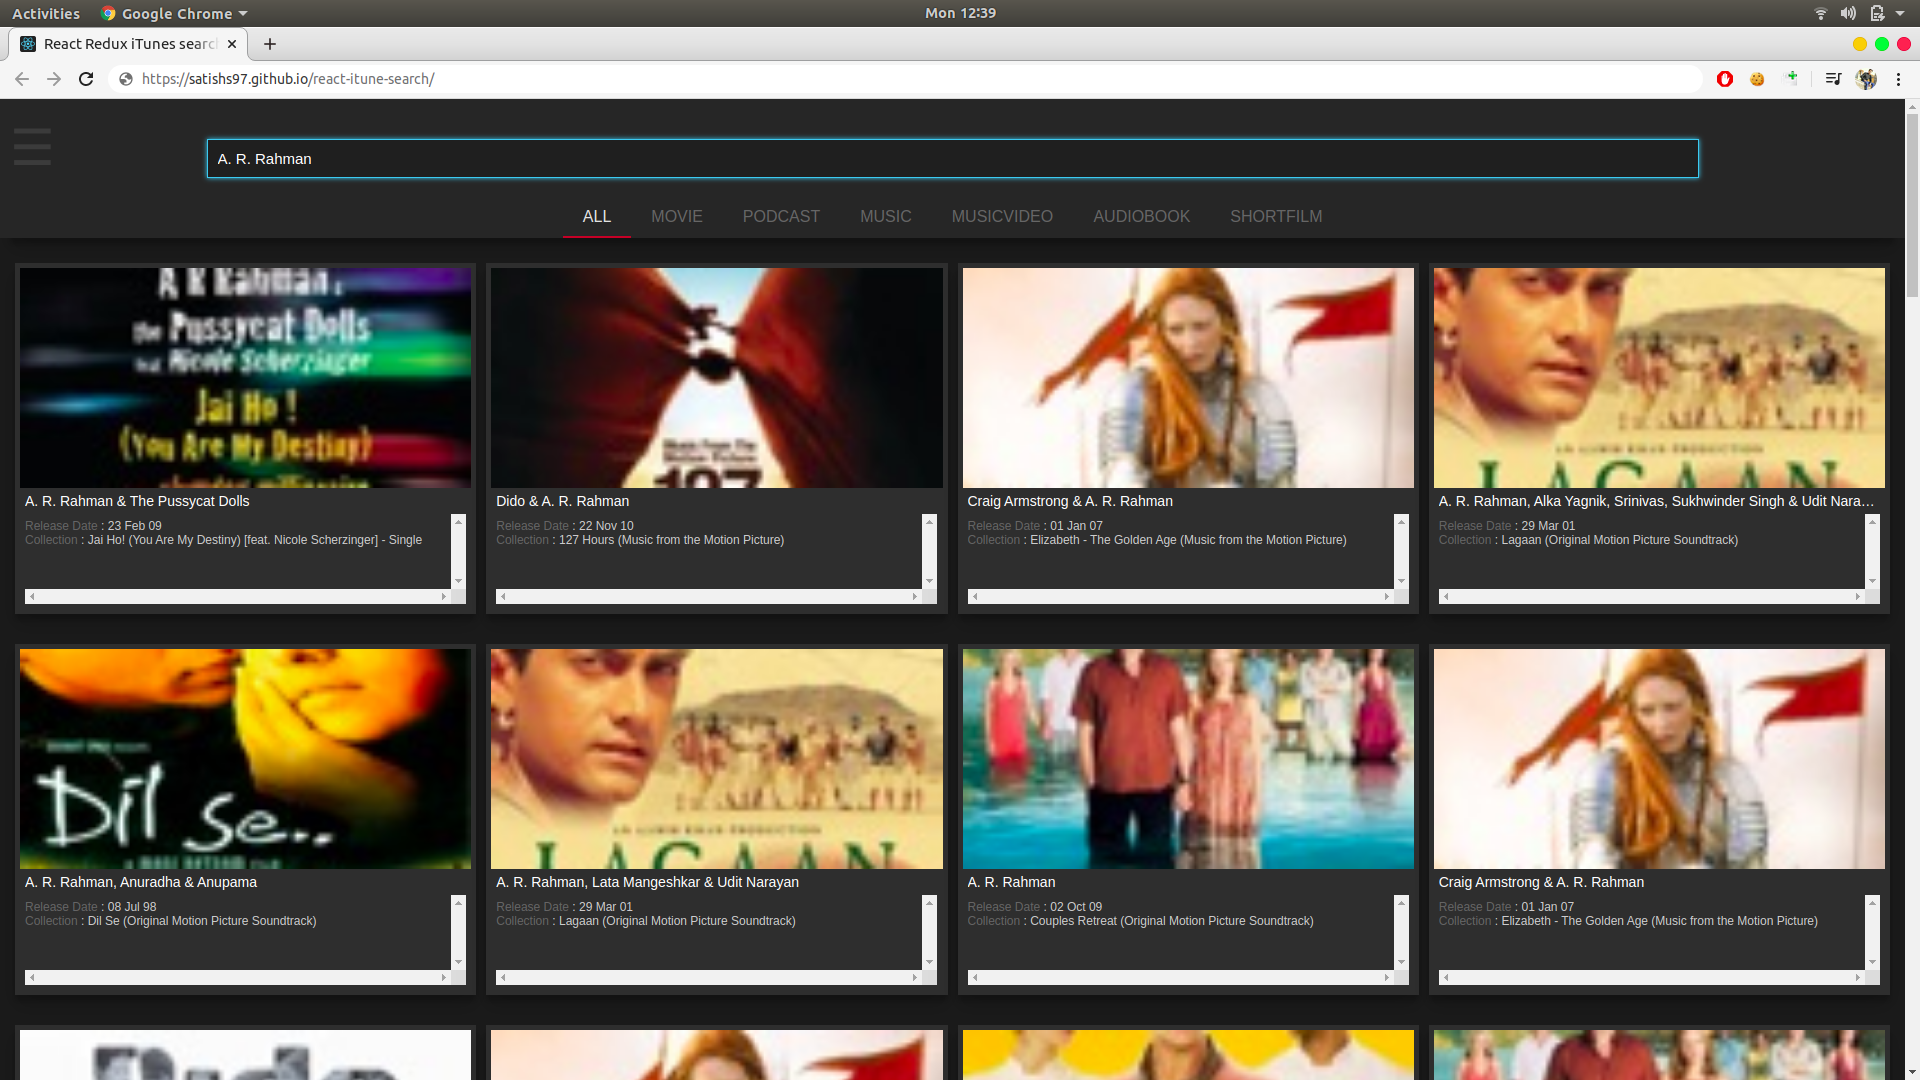 Activities
Google Chrome
Mon 12:39
React Redux iTunes searc
https://satishs97.github.io/react-itune-search/
A. R. Rahman
ALL MOVIE PODCAST MUSIC MUSICVIDEO AUDIOBOOK SHORTFILM
A R Rahman.
the Pussycat Dolls
feat Nicole Scherzinger
Jai Ho !
(You Are My Destiny)
slumdog millionaire
A. R. Rahman & The Pussycat Dolls
Release Date : 23 Feb 09
Collection : Jai Ho! (You Are My Destiny) [feat. Nicole Scherzinger] - Single
Music From The
Motion Picture
127
Dido & A. R. Rahman
Release Date : 22 Nov 10
Collection : 127 Hours (Music from the Motion Picture)
Craig Armstrong & A. R. Rahman
Release Date : 01 Jan 07
Collection : Elizabeth - The Golden Age (Music from the Motion Picture)
AN AAMIR KHAN PRODUCTION
LAGAAN
A. R. Rahman, Alka Yagnik, Srinivas, Sukhwinder Singh & Udit Nara…
Release Date : 29 Mar 01
Collection : Lagaan (Original Motion Picture Soundtrack)
Dil se..
A MANI RATNAM FILM
A. R. Rahman, Anuradha & Anupama
Release Date : 08 Jul 98
Collection : Dil Se (Original Motion Picture Soundtrack)
AN AAMIR KHAN PRODUCTION
LAGAAN
A. R. Rahman, Lata Mangeshkar & Udit Narayan
Release Date : 29 Mar 01
Collection : Lagaan (Original Motion Picture Soundtrack)
A. R. Rahman
Release Date : 02 Oct 09
Collection : Couples Retreat (Original Motion Picture Soundtrack)
Craig Armstrong & A. R. Rahman
Release Date : 01 Jan 07
Collection : Elizabeth - The Golden Age (Music from the Motion Picture)